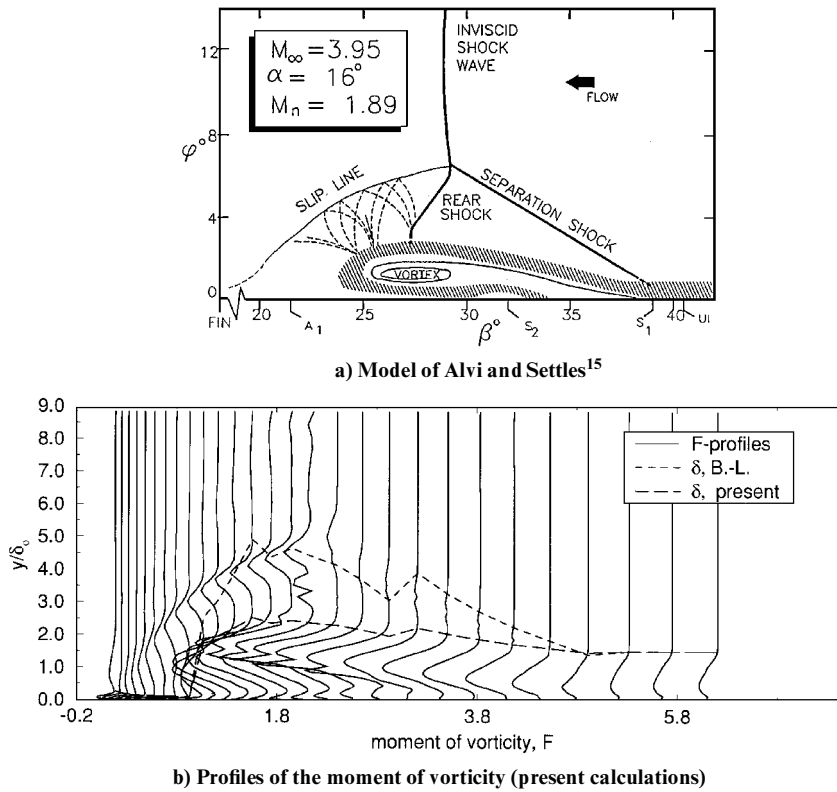 12
8
4
0
φ°
M∞ = 3.95
α = 16°
Mn = 1.89
INVISCID
SHOCK
WAVE
FLOW
SLIP. LINE
REAR
SHOCK
SEPARATION SHOCK
VORTEX
FIN
20
A1
25
30
β°
S2
35
S1
40
UI
a) Model of Alvi and Settles15
9.0
8.0
7.0
6.0
5.0
4.0
3.0
2.0
1.0
0.0
y/δo
F-profiles
δ, B.-L.
δ, present
-0.2
1.8
3.8
5.8
moment of vorticity, F
b) Profiles of the moment of vorticity (present calculations)